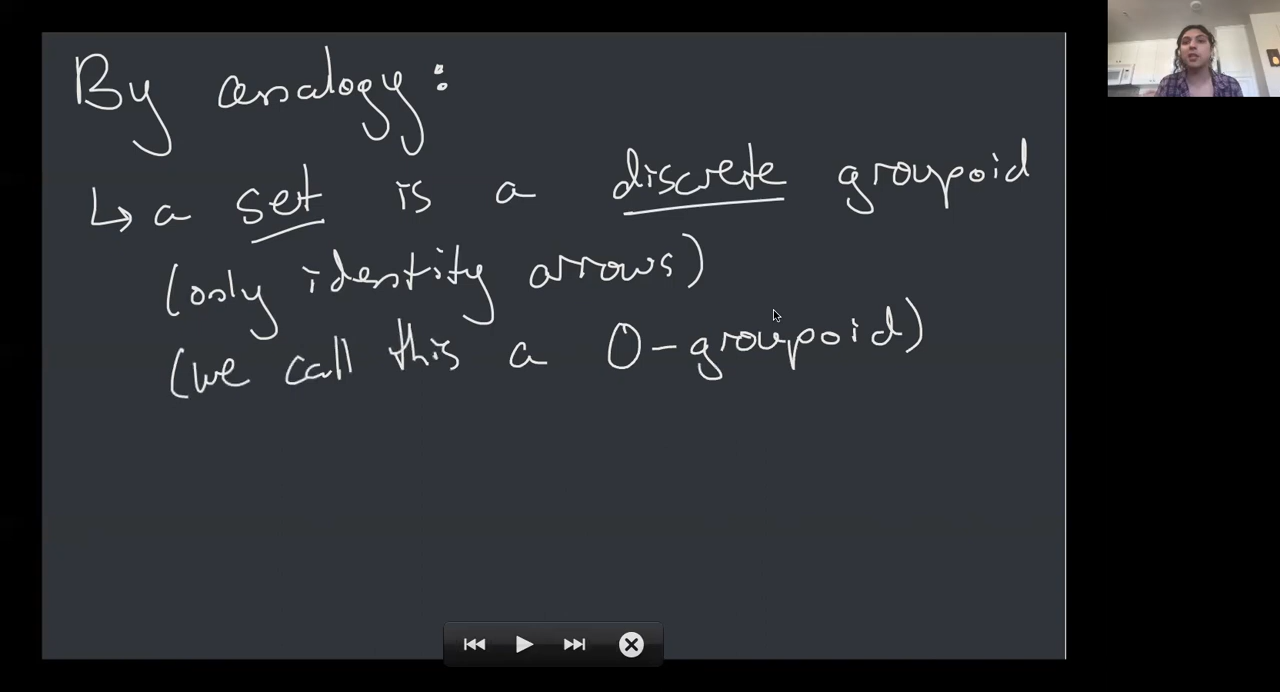 By analogy:
↳ a set is a discrete groupoid
(only identity arrows)
(we call this a 0-groupoid)